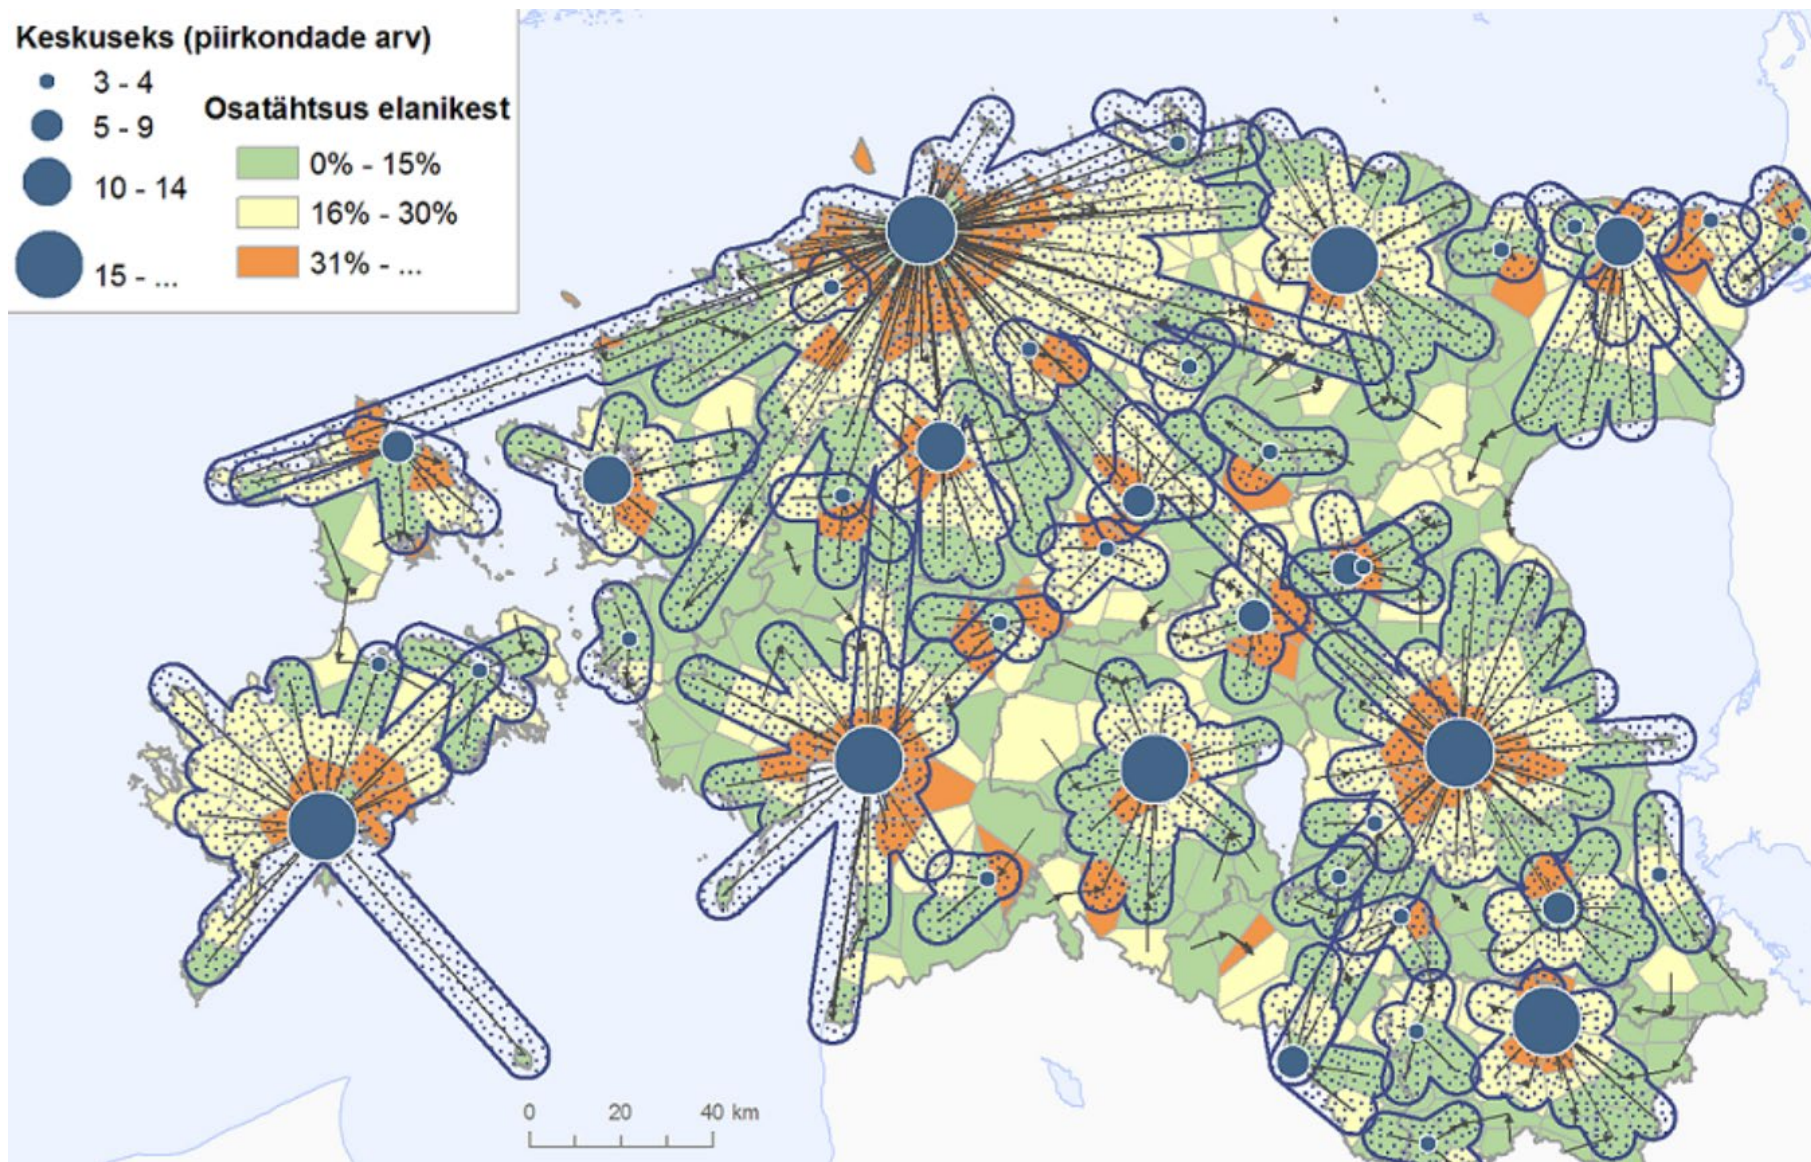 Keskuseks (piirkondade arv)
3 - 4
5 - 9
10 - 14
15 - ...
Osatähtsus elanikest
0% - 15%
16% - 30%
31% - ...
0 20 40 km